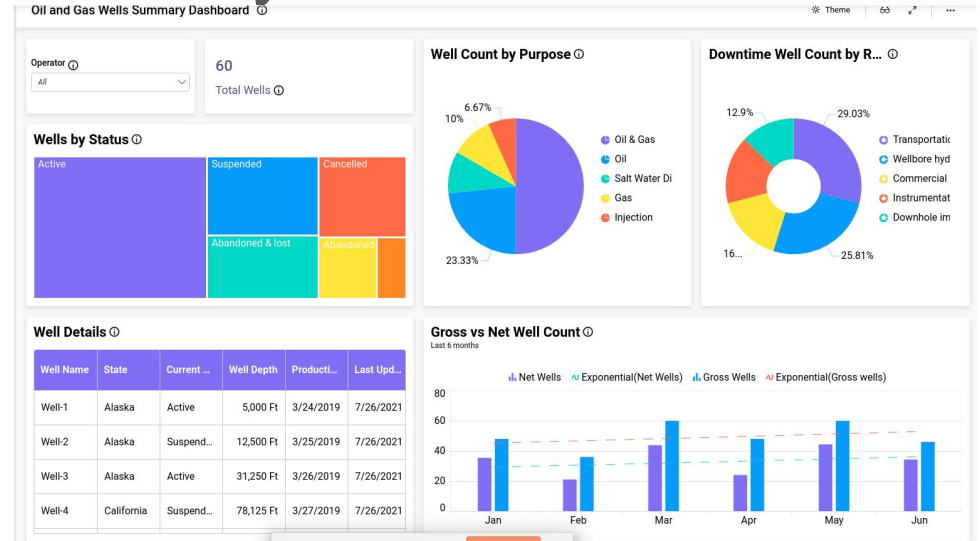 Oil and Gas Wells Summary Dashboard
Theme
Operator
All
60
Total Wells
Wells by Status
Active
Suspended
Cancelled
Abandoned & lost
Abandoned
Well Count by Purpose
6.67%
10%
23.33%
Oil & Gas
Oil
Salt Water Di
Gas
Injection
Downtime Well Count by R...
12.9%
29.03%
16...
25.81%
Transportatic
Wellbore hyd
Commercial
Instrumentat
Downhole im
Well Details
Well Name State Current ... Well Depth Producti... Last Upd...
Well-1 Alaska Active 5,000 Ft 3/24/2019 7/26/2021
Well-2 Alaska Suspend... 12,500 Ft 3/25/2019 7/26/2021
Well-3 Alaska Active 31,250 Ft 3/26/2019 7/26/2021
Well-4 California Suspend... 78,125 Ft 3/27/2019 7/26/2021
Gross vs Net Well Count
Last 6 months
Net Wells Exponential(Net Wells) Gross Wells Exponential(Gross wells)
80
60
40
20
0
Jan Feb Mar Apr May Jun